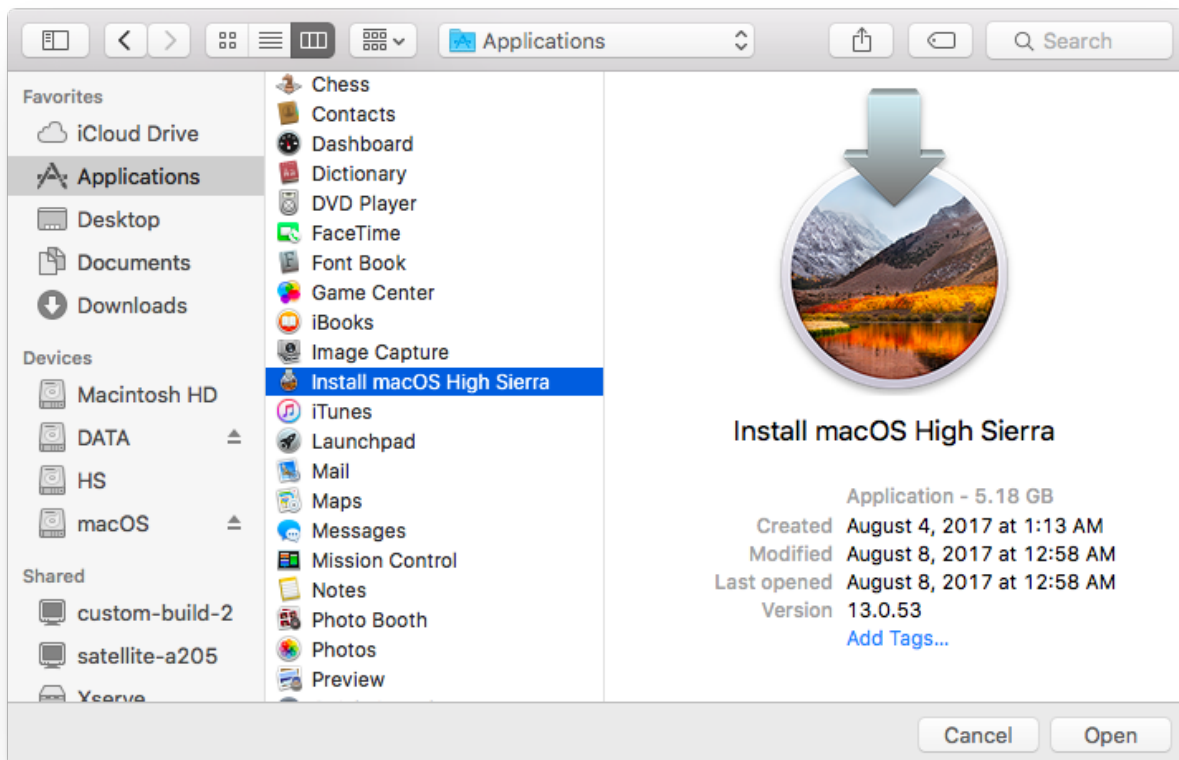 Applications
Search
Favorites
iCloud Drive
Applications
Desktop
Documents
Downloads
Devices
Macintosh HD
DATA
HS
macOS
Shared
custom-build-2
satellite-a205
Xserve
Chess
Contacts
Dashboard
Dictionary
DVD Player
FaceTime
Font Book
Game Center
iBooks
Image Capture
Install macOS High Sierra
iTunes
Launchpad
Mail
Maps
Messages
Mission Control
Notes
Photo Booth
Photos
Preview
Install macOS High Sierra
Application - 5.18 GB
Created August 4, 2017 at 1:13 AM
Modified August 8, 2017 at 12:58 AM
Last opened August 8, 2017 at 12:58 AM
Version 13.0.53
Add Tags...
Cancel
Open